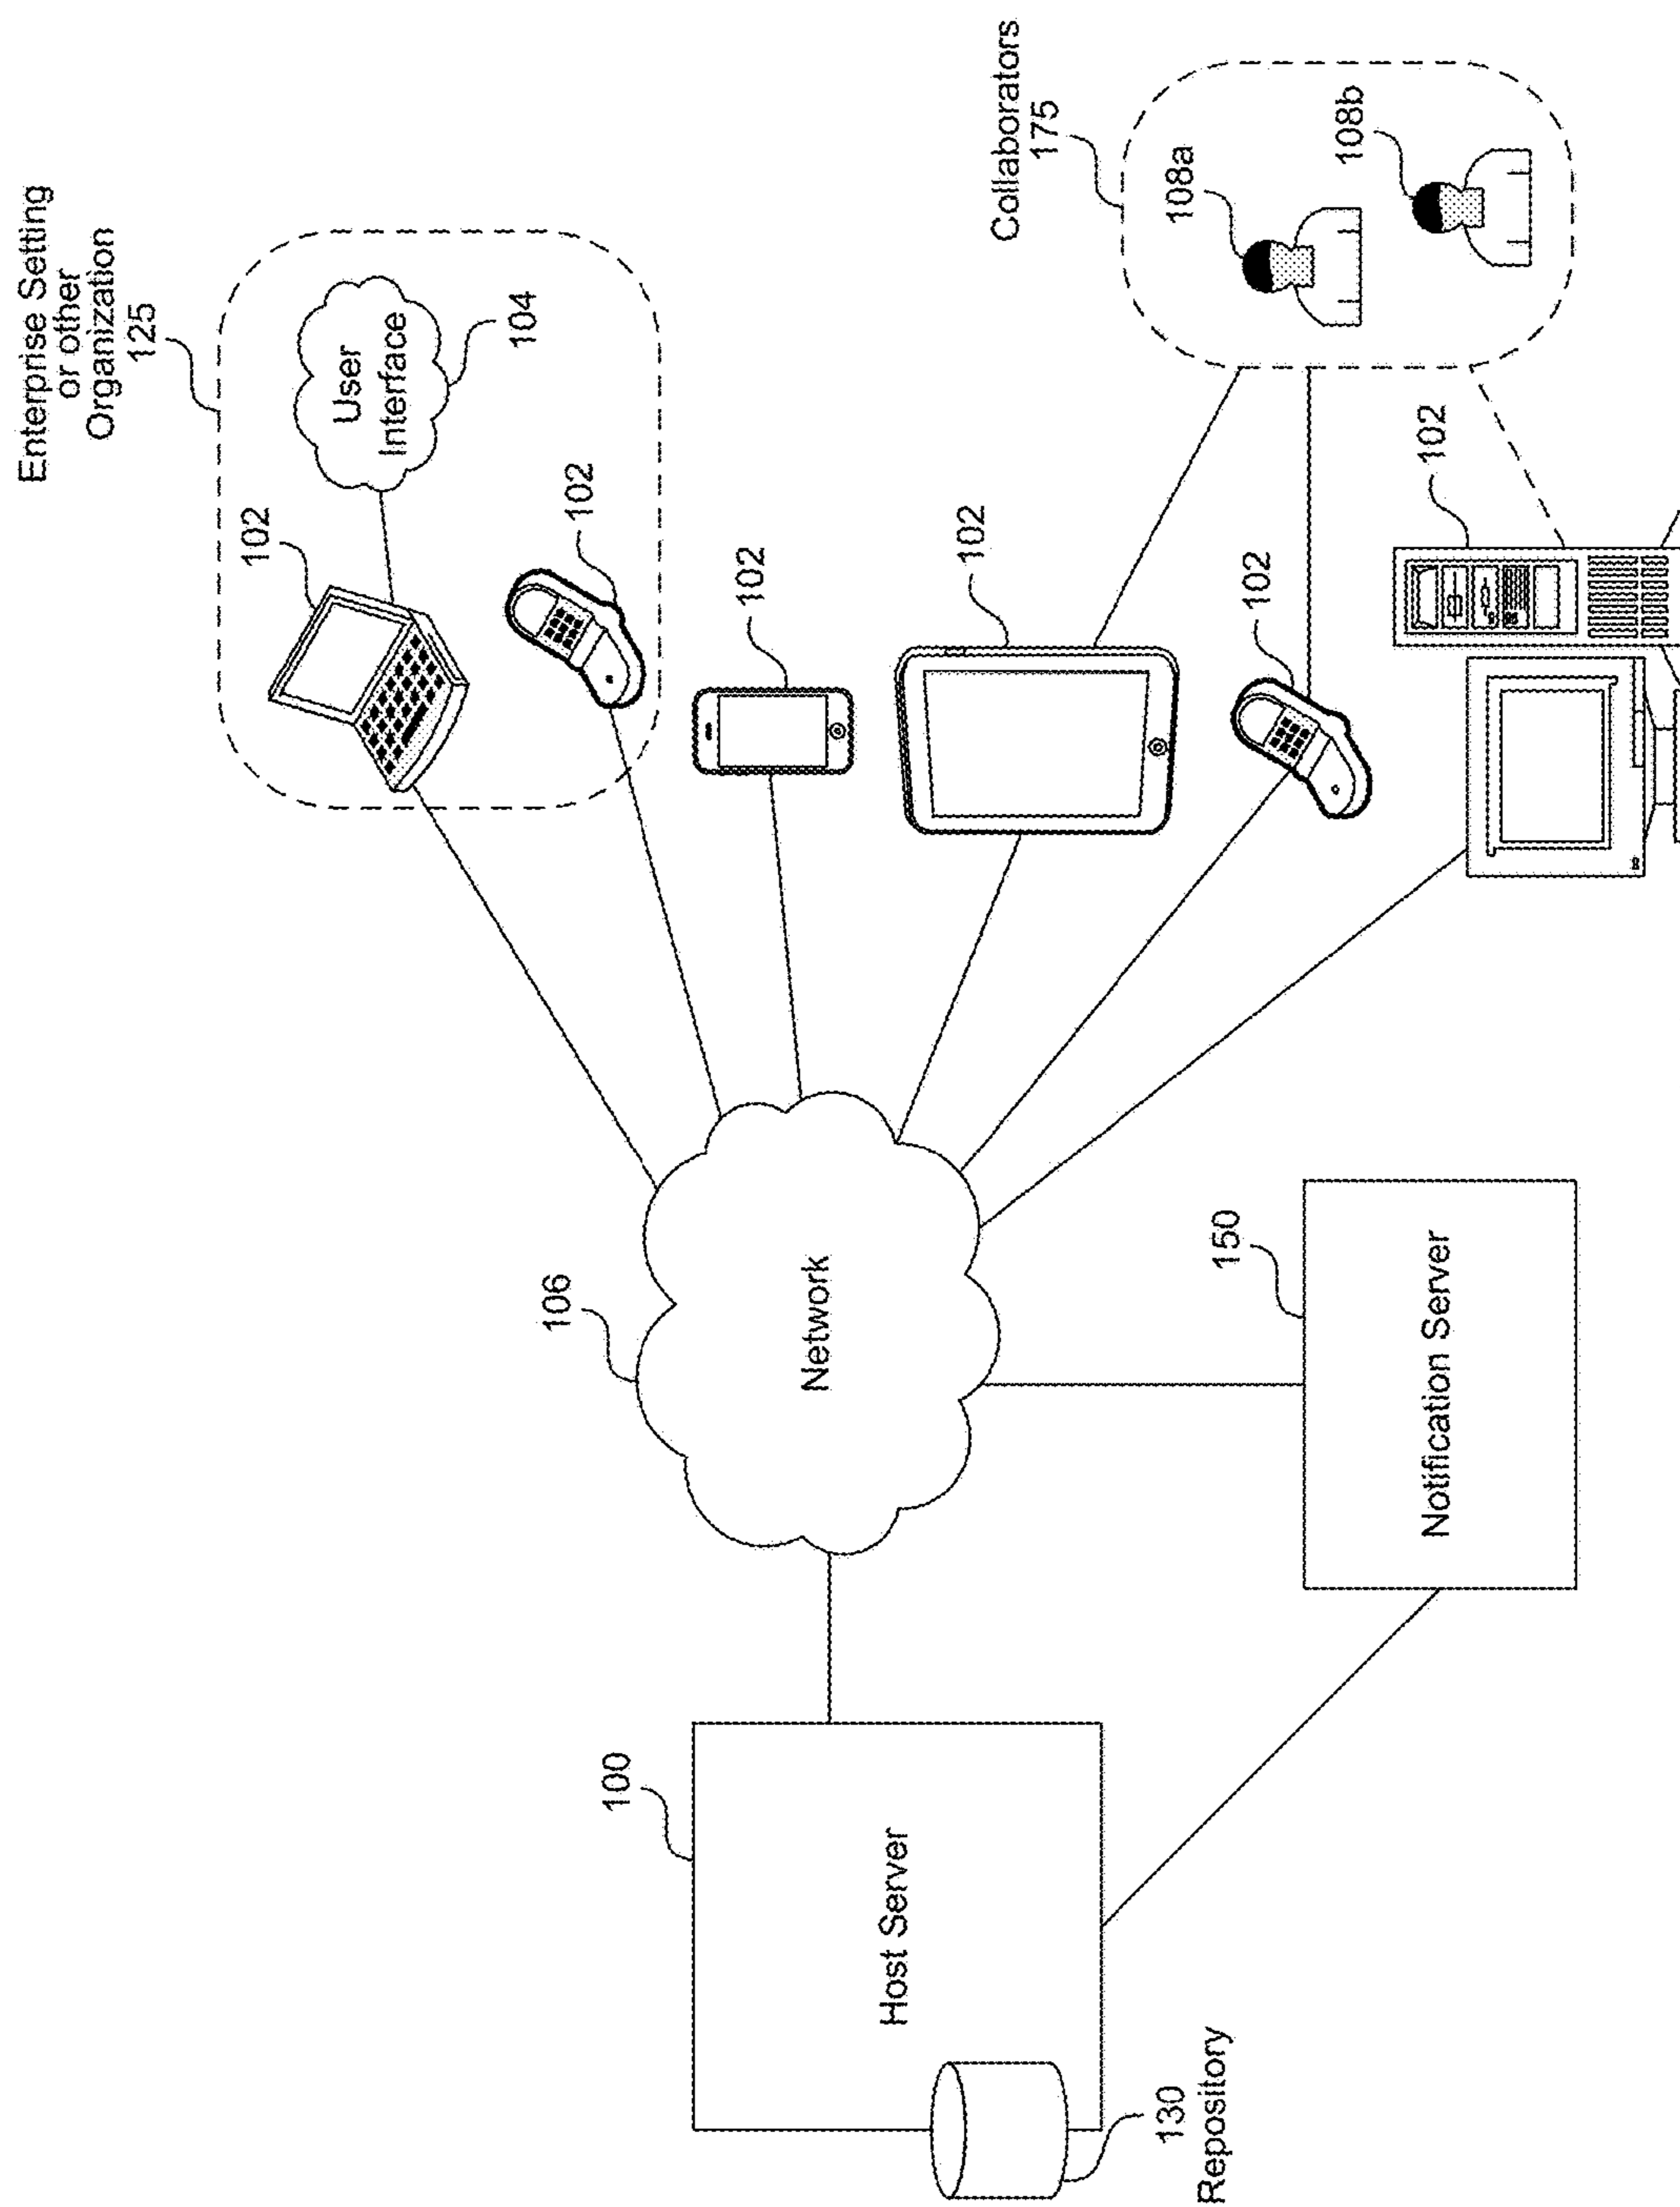 Enterprise Setting
or other
Organization
125
102
User
Interface
104
102
102
Collaborators
175
108a
108b
102
102
102
106
Network
150
Notification Server
100
Host Server
130
Repository